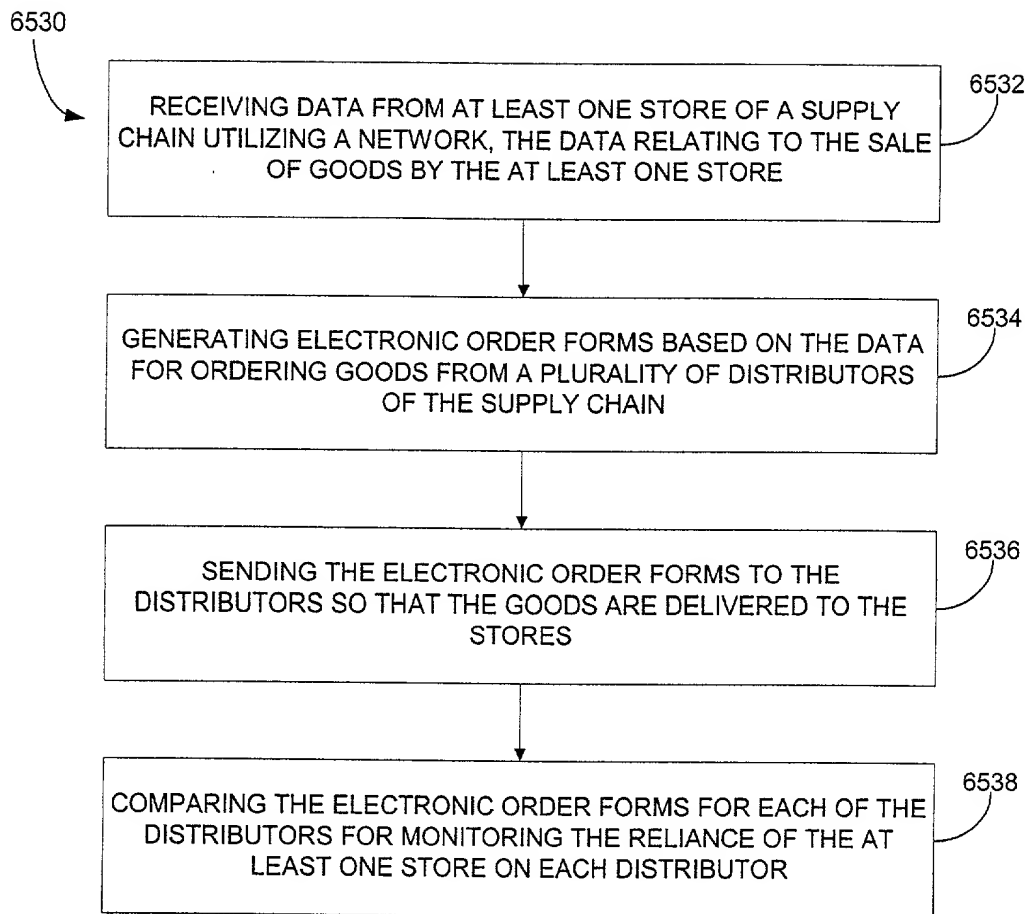 6530
6532
RECEIVING DATA FROM AT LEAST ONE STORE OF A SUPPLY
CHAIN UTILIZING A NETWORK, THE DATA RELATING TO THE SALE
OF GOODS BY THE AT LEAST ONE STORE
6534
GENERATING ELECTRONIC ORDER FORMS BASED ON THE DATA
FOR ORDERING GOODS FROM A PLURALITY OF DISTRIBUTORS
OF THE SUPPLY CHAIN
6536
SENDING THE ELECTRONIC ORDER FORMS TO THE
DISTRIBUTORS SO THAT THE GOODS ARE DELIVERED TO THE
STORES
6538
COMPARING THE ELECTRONIC ORDER FORMS FOR EACH OF THE
DISTRIBUTORS FOR MONITORING THE RELIANCE OF THE AT
LEAST ONE STORE ON EACH DISTRIBUTOR